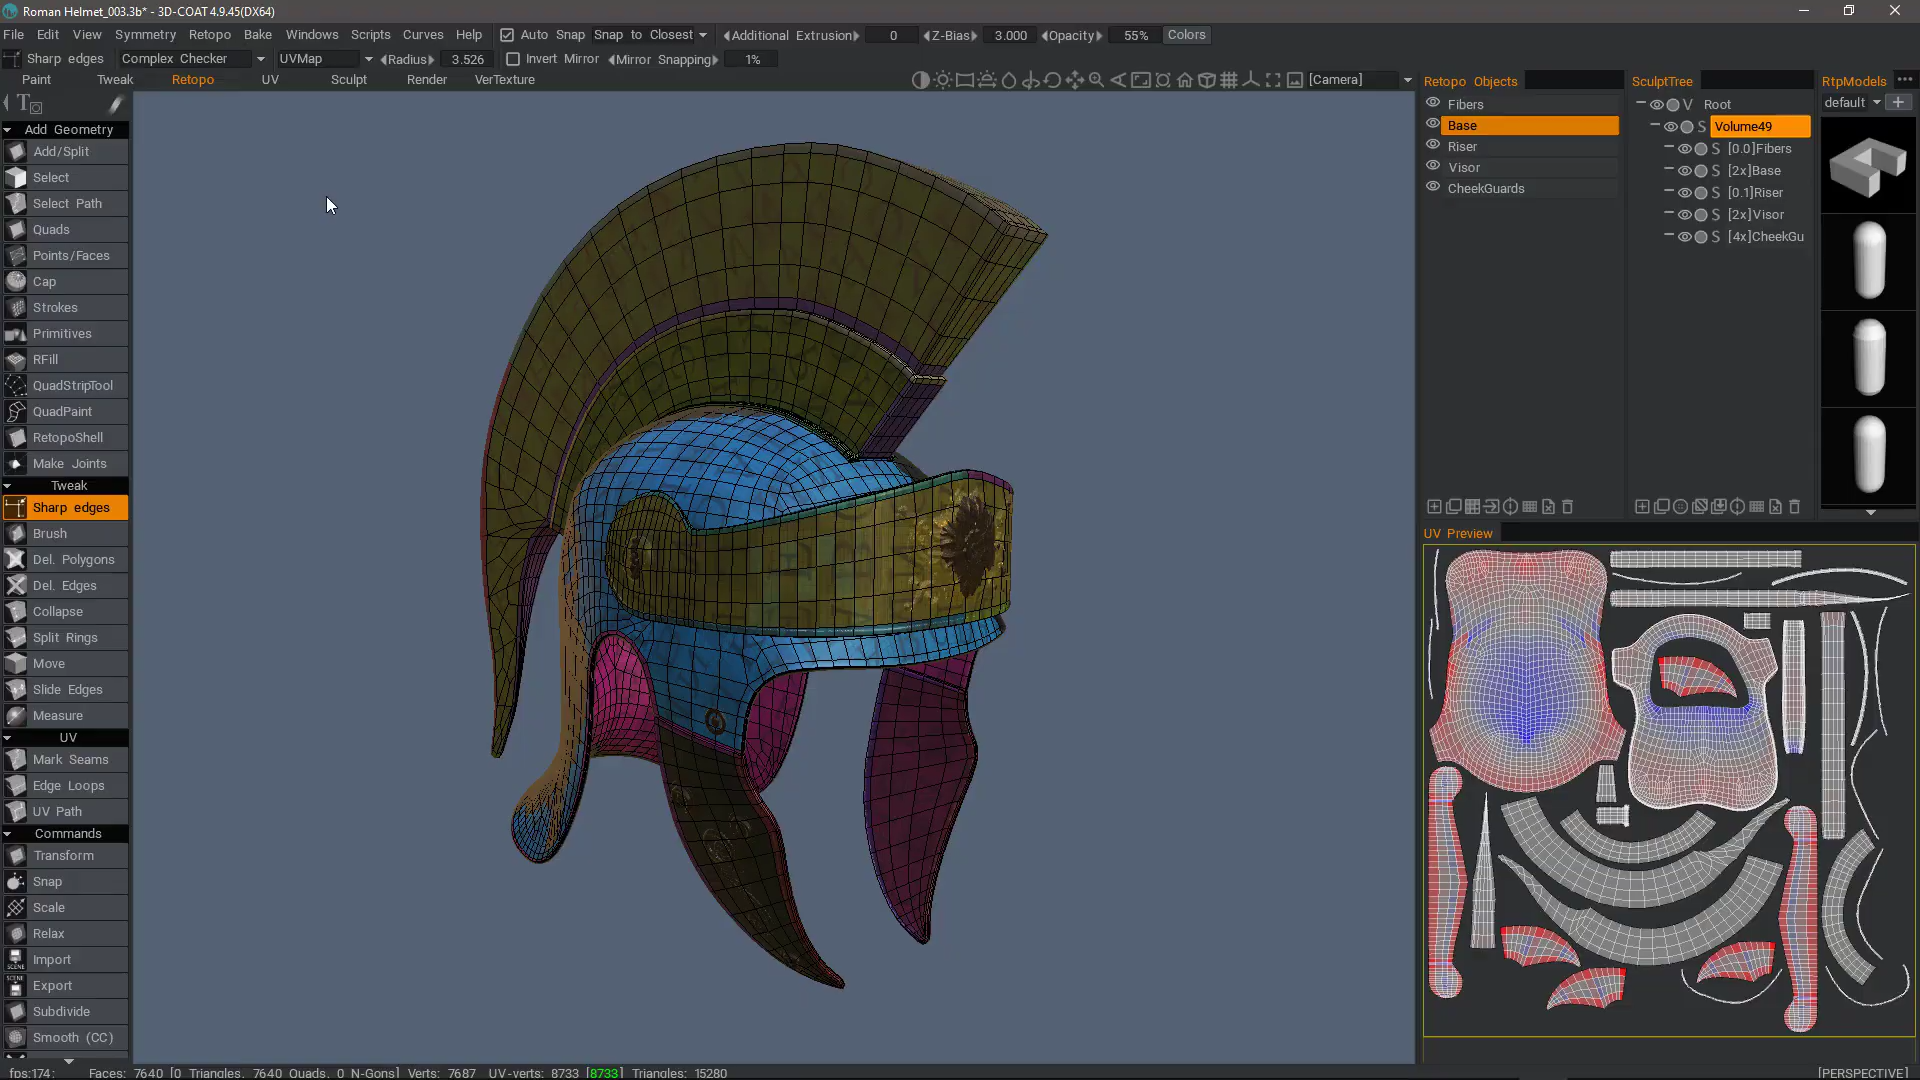 Roman Helmet_003.3b* - 3D-COAT 4.9.45(DX64)
File Edit View Symmetry Retopo Bake Windows Scripts Curves Help Auto Snap Snap to Closest Additional Extrusion 0 Z-Bias 3.000 Opacity 55% Colors
Sharp edges Complex Checker UVMap Radius 3.526 Invert Mirror Mirror Snapping 1%
Paint Tweak Retopo UV Sculpt Render VerTexture [Camera]
Add Geometry
Add/Split
Select
Select Path
Quads
Points/Faces
Cap
Strokes
Primitives
RFill
QuadStripTool
QuadPaint
RetopoShell
Make Joints
Tweak
Sharp edges
Brush
Del. Polygons
Del. Edges
Collapse
Split Rings
Move
Slide Edges
Measure
UV
Mark Seams
Edge Loops
UV Path
Commands
Transform
Snap
Scale
Relax
SCENE
Import
SCENE
Export
Subdivide
Smooth (CC)
Retopo Objects
Fibers
Base
Riser
Visor
CheekGuards
SculptTree
V Root
S Volume49
S [0.0]Fibers
S [2x]Base
S [0.1]Riser
S [2x]Visor
S [4x]CheekGu
RtpModels
default
UV Preview
fps:174; Faces: 7640 [0 Triangles, 7640 Quads, 0 N-Gons] Verts: 7687 UV-verts: 8733 [8733] Triangles: 15280 [PERSPECTIVE]